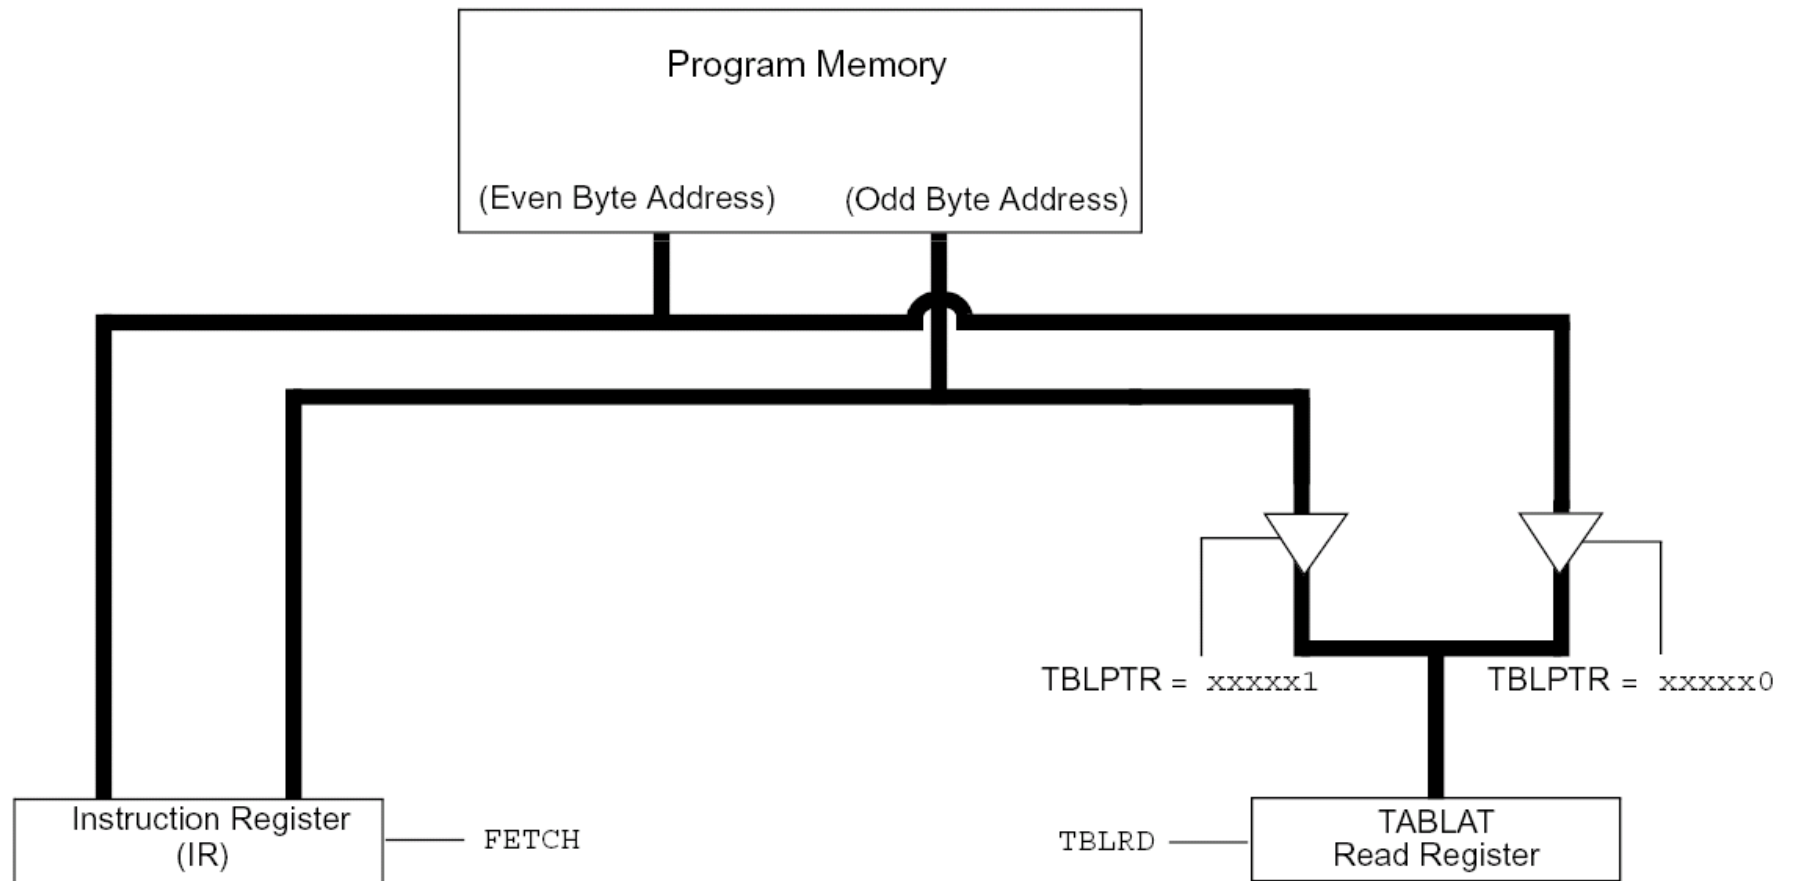 Program Memory
(Even Byte Address)
(Odd Byte Address)
TBLPTR = xxxxx1
TBLPTR = xxxxx0
Instruction Register
(IR)
FETCH
TBLRD
TABLAT
Read Register